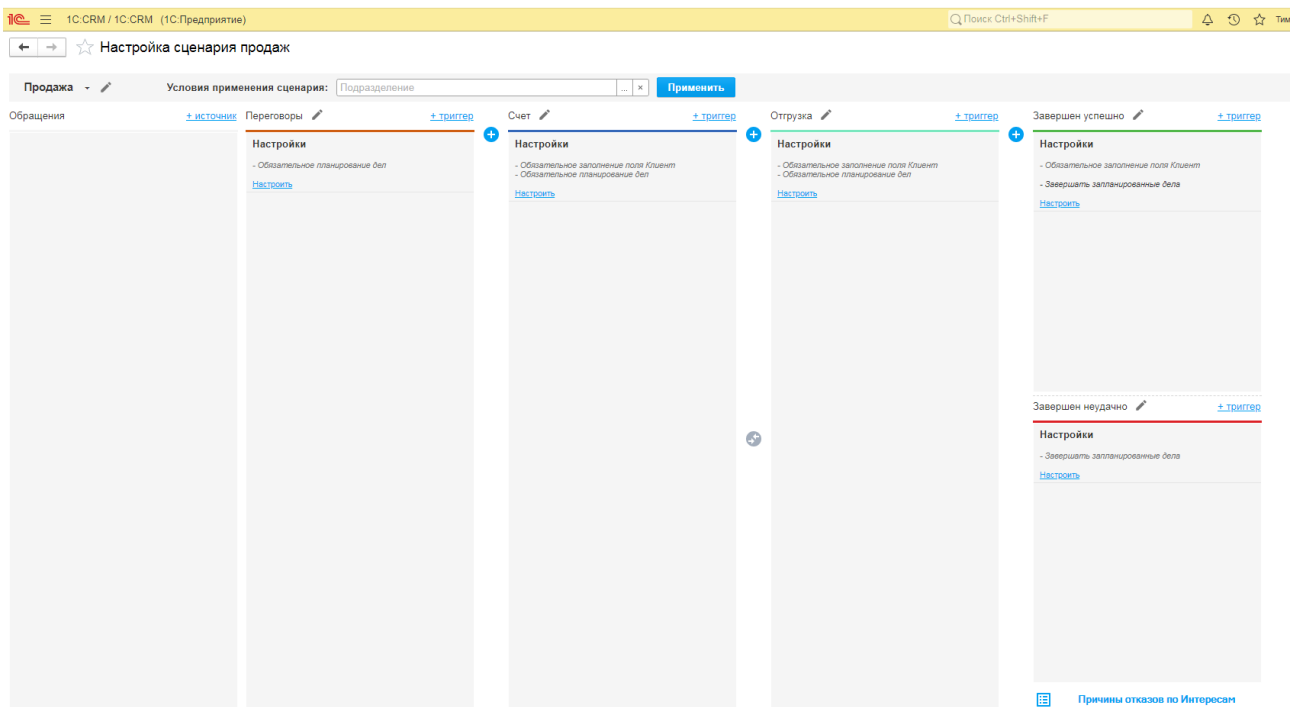 1С 1С:CRM / 1С:CRM (1С:Предприятие) Поиск Ctrl+Shift+F Тим
Настройка сценария продаж
Продажа Условия применения сценария: Подразделение ... × Применить
Обращения + источник Переговоры + триггер Счет + триггер Отгрузка + триггер Завершен успешно + триггер
Настройки
- Обязательное планирование дел
Настроить
Настройки
- Обязательное заполнение поля Клиент
- Обязательное планирование дел
Настроить
Настройки
- Обязательное заполнение поля Клиент
- Обязательное планирование дел
Настроить
Настройки
- Обязательное заполнение поля Клиент
- Завершать запланированные дела
Настроить
Завершен неудачно + триггер
Настройки
- Завершать запланированные дела
Настроить
Причины отказов по Интересам